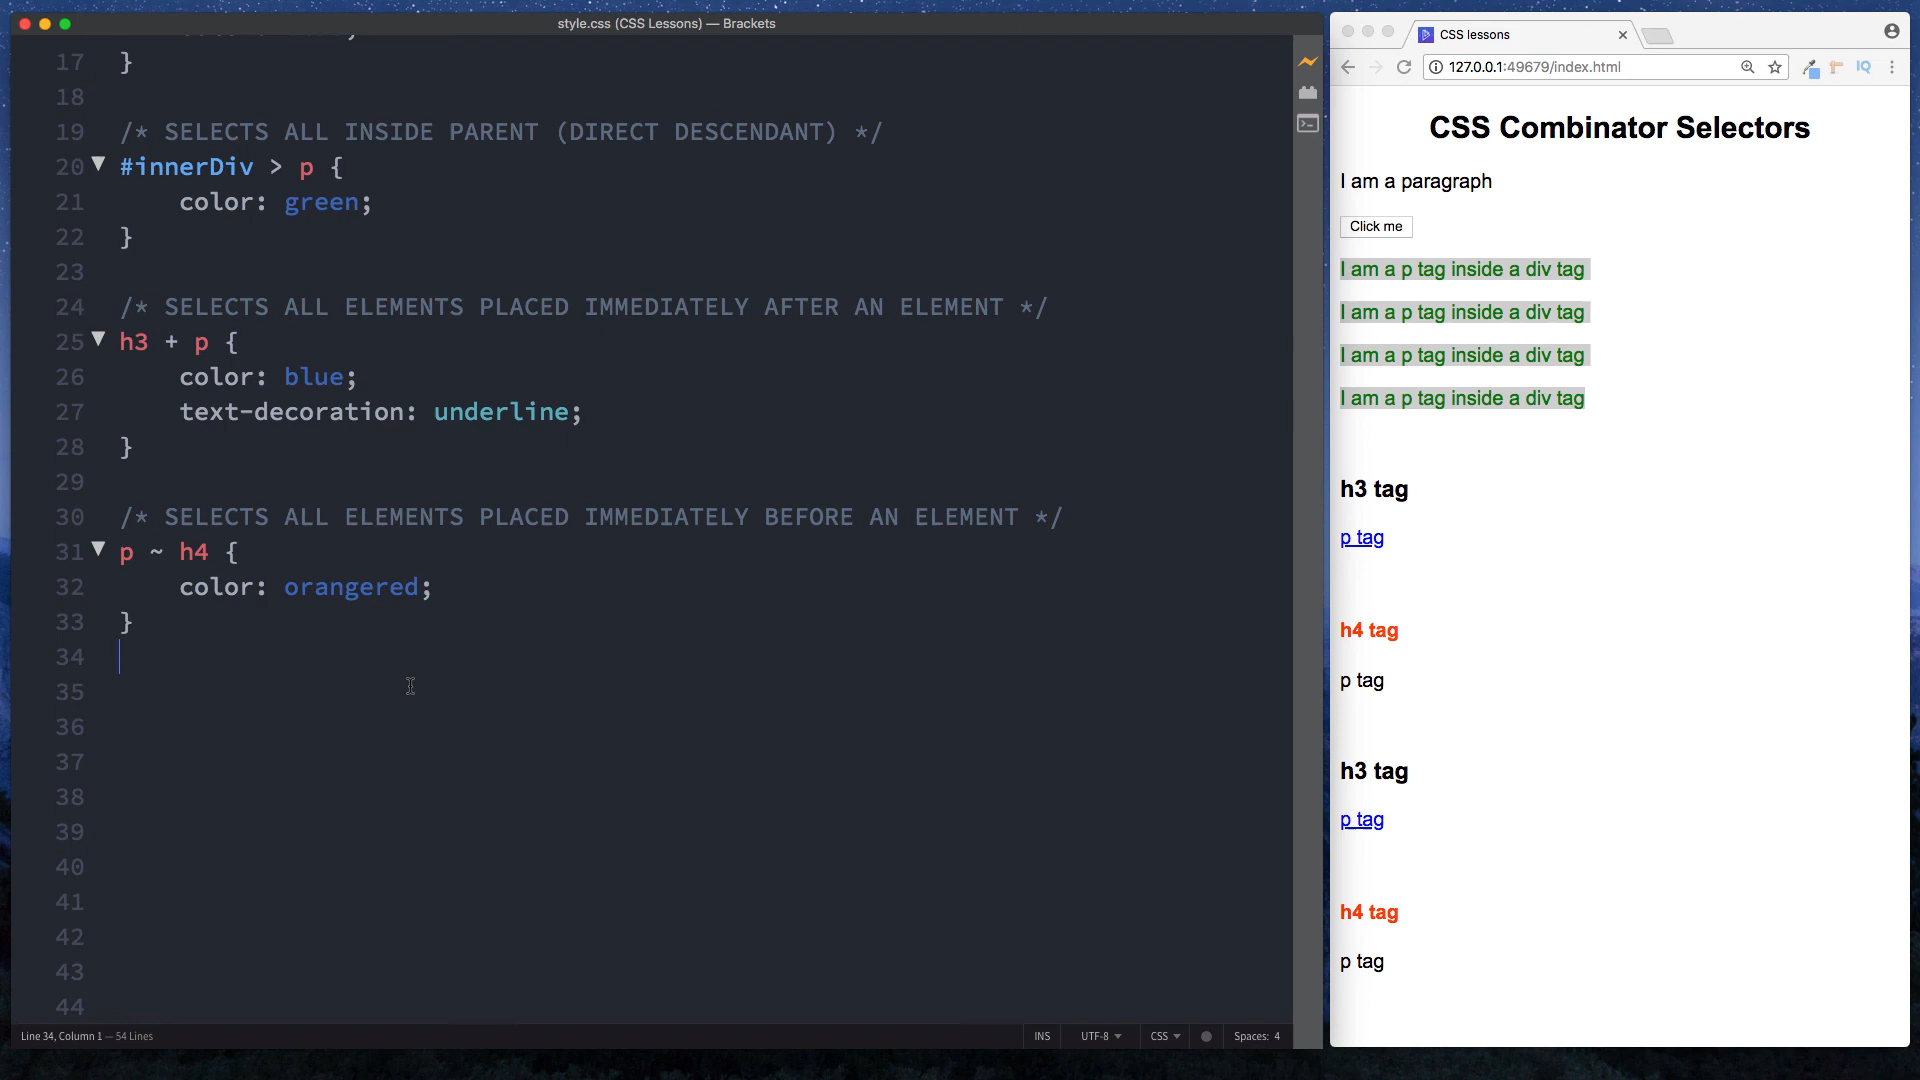 style.css (CSS Lessons) — Brackets
17 }
18
19 /* SELECTS ALL INSIDE PARENT (DIRECT DESCENDANT) */
20 #innerDiv > p {
21 color: green;
22 }
23
24 /* SELECTS ALL ELEMENTS PLACED IMMEDIATELY AFTER AN ELEMENT */
25 h3 + p {
26 color: blue;
27 text-decoration: underline;
28 }
29
30 /* SELECTS ALL ELEMENTS PLACED IMMEDIATELY BEFORE AN ELEMENT */
31 p ~ h4 {
32 color: orangered;
33 }
34
35
36
37
38
39
40
41
42
43
44
Line 34, Column 1 — 54 Lines
INS UTF-8 CSS Spaces: 4
CSS lessons
127.0.0.1:49679/index.html
IQ
CSS Combinator Selectors
I am a paragraph
Click me
I am a p tag inside a div tag
I am a p tag inside a div tag
I am a p tag inside a div tag
I am a p tag inside a div tag
h3 tag
p tag
h4 tag
p tag
h3 tag
p tag
h4 tag
p tag